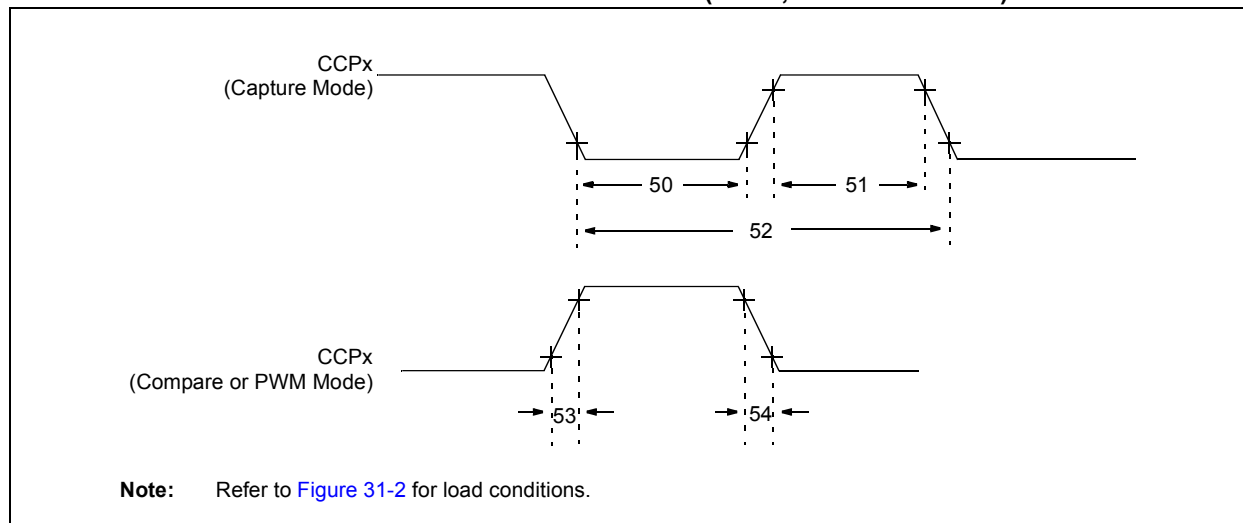 CCPx
(Capture Mode)
50
51
52
CCPx
(Compare or PWM Mode)
53
54
Note: Refer to Figure 31-2 for load conditions.